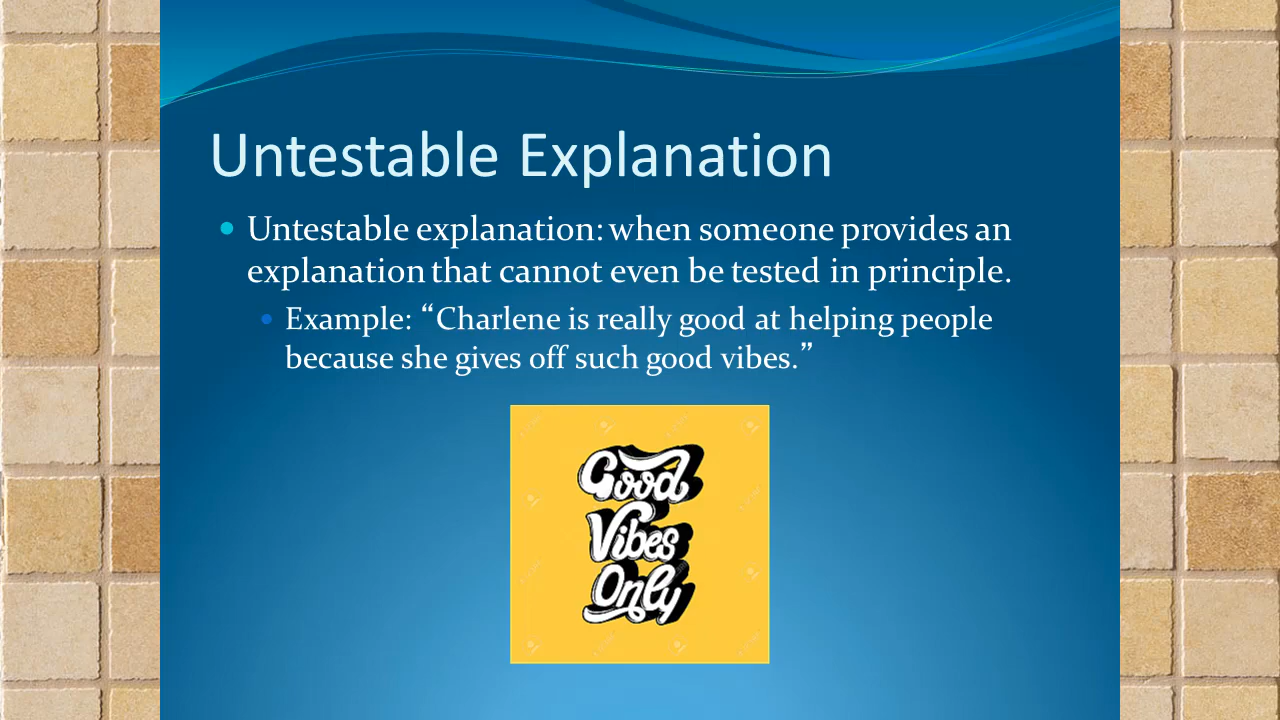 Untestable Explanation
Untestable explanation: when someone provides an
explanation that cannot even be tested in principle.
Example: “Charlene is really good at helping people
because she gives off such good vibes.”
Good
Vibes
Only